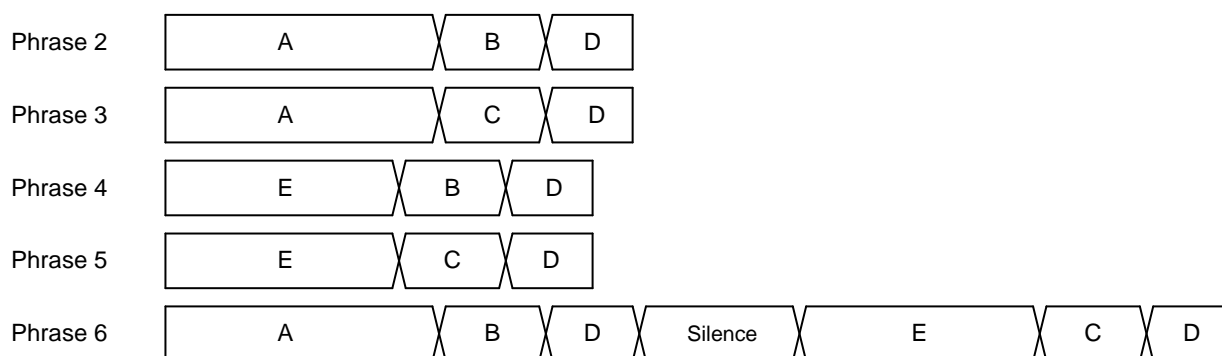 Phrase 2 A B D
Phrase 3 A C D
Phrase 4 E B D
Phrase 5 E C D
Phrase 6 A B D Silence E C D